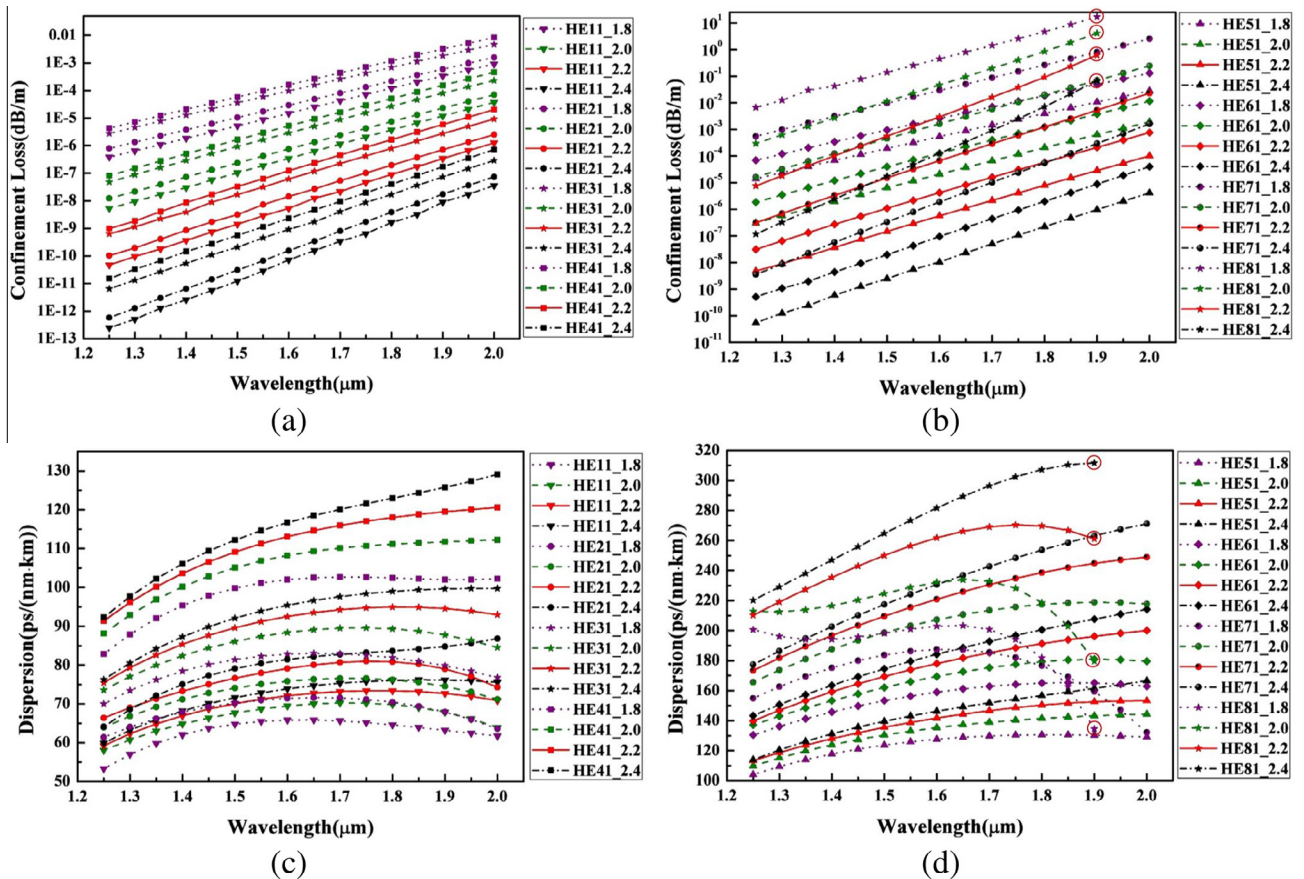 Confinement Loss(dB/m)
0.01
1E-3
1E-4
1E-5
1E-6
1E-7
1E-8
1E-9
1E-10
1E-11
1E-12
1E-13
1.2 1.3 1.4 1.5 1.6 1.7 1.8 1.9 2.0
Wavelength(μm)
HE11_1.8
HE11_2.0
HE11_2.2
HE11_2.4
HE21_1.8
HE21_2.0
HE21_2.2
HE21_2.4
HE31_1.8
HE31_2.0
HE31_2.2
HE31_2.4
HE41_1.8
HE41_2.0
HE41_2.2
HE41_2.4
(a)
Confinement Loss(dB/m)
10¹
10⁰
10⁻¹
10⁻²
10⁻³
10⁻⁴
10⁻⁵
10⁻⁶
10⁻⁷
10⁻⁸
10⁻⁹
10⁻¹⁰
10⁻¹¹
1.2 1.3 1.4 1.5 1.6 1.7 1.8 1.9 2.0
Wavelength(μm)
HE51_1.8
HE51_2.0
HE51_2.2
HE51_2.4
HE61_1.8
HE61_2.0
HE61_2.2
HE61_2.4
HE71_1.8
HE71_2.0
HE71_2.2
HE71_2.4
HE81_1.8
HE81_2.0
HE81_2.2
HE81_2.4
(b)
Dispersion(ps/(nm·km))
130
120
110
100
90
80
70
60
50
1.2 1.3 1.4 1.5 1.6 1.7 1.8 1.9 2.0
Wavelength(μm)
HE11_1.8
HE11_2.0
HE11_2.2
HE11_2.4
HE21_1.8
HE21_2.0
HE21_2.2
HE21_2.4
HE31_1.8
HE31_2.0
HE31_2.2
HE31_2.4
HE41_1.8
HE41_2.0
HE41_2.2
HE41_2.4
(c)
Dispersion(ps/(nm·km))
320
300
280
260
240
220
200
180
160
140
120
100
1.2 1.3 1.4 1.5 1.6 1.7 1.8 1.9 2.0
Wavelength(μm)
HE51_1.8
HE51_2.0
HE51_2.2
HE51_2.4
HE61_1.8
HE61_2.0
HE61_2.2
HE61_2.4
HE71_1.8
HE71_2.0
HE71_2.2
HE71_2.4
HE81_1.8
HE81_2.0
HE81_2.2
HE81_2.4
(d)